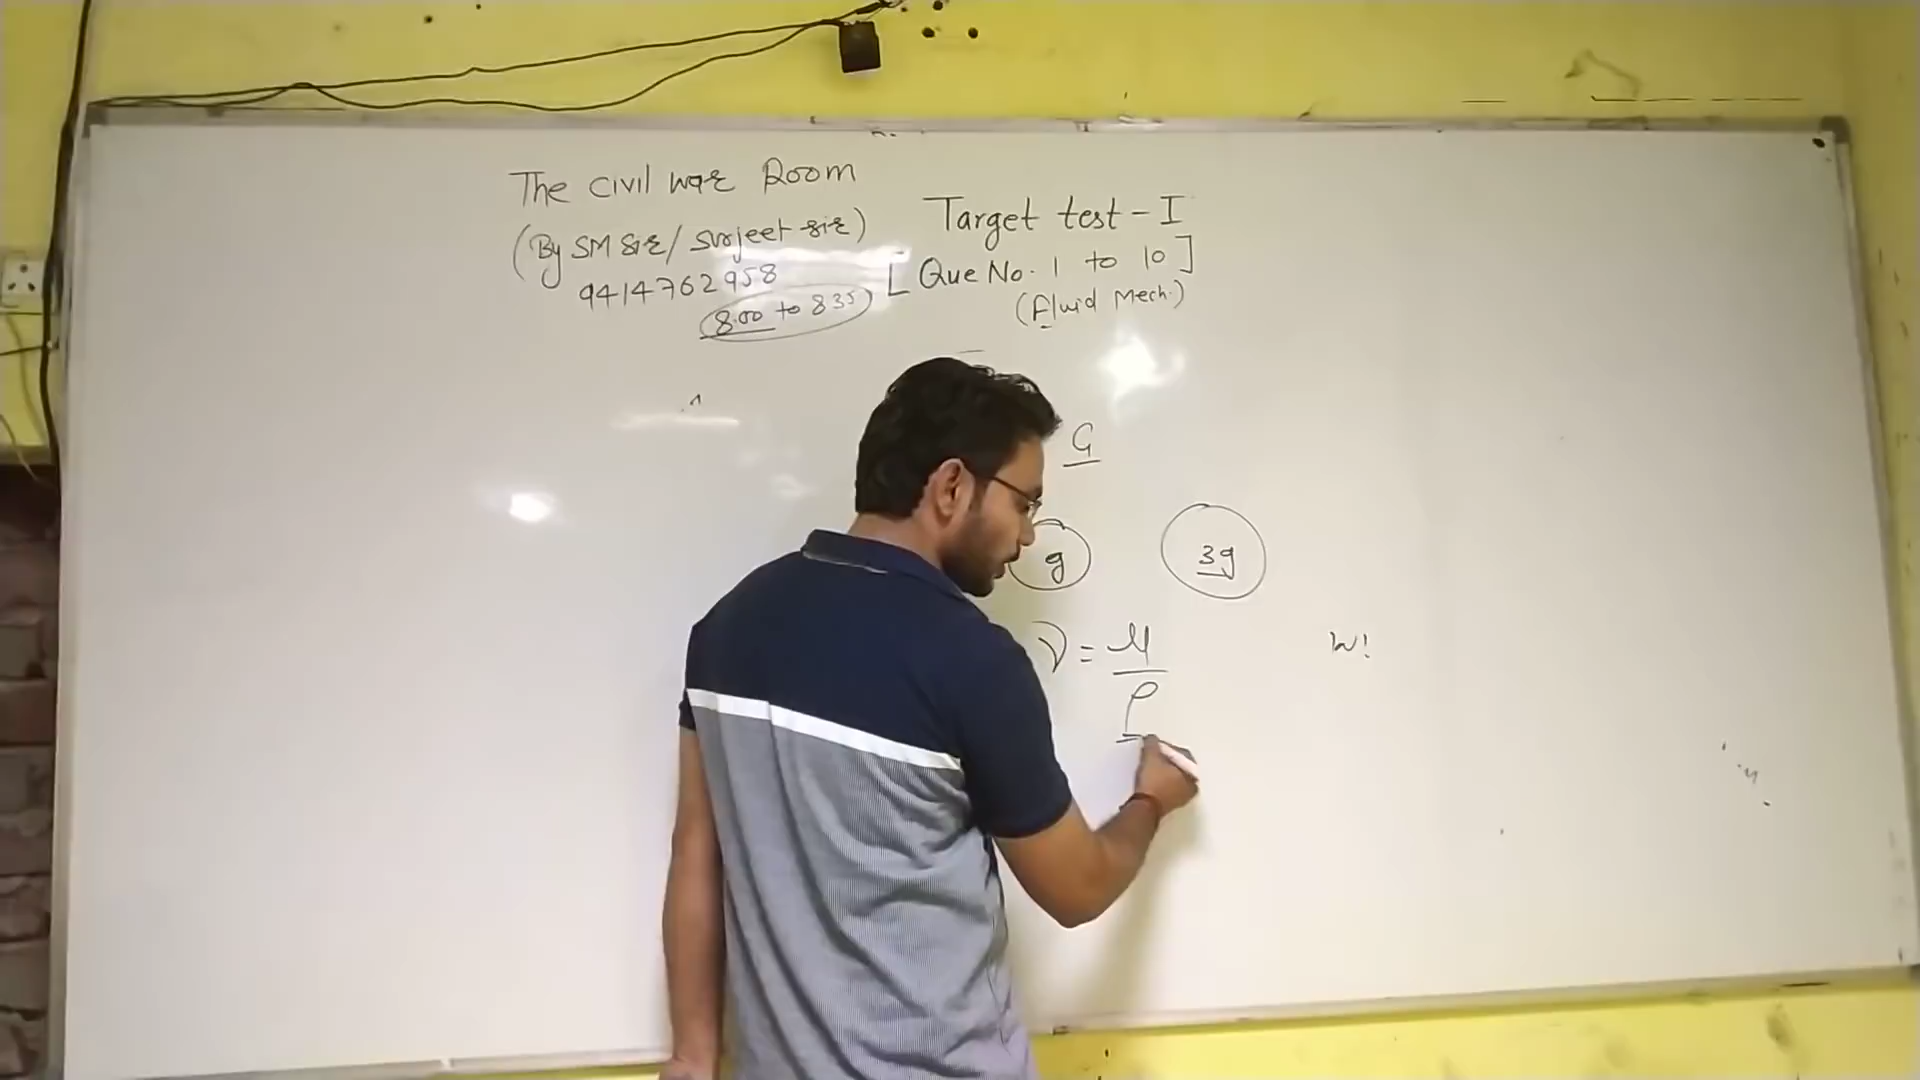 The Civil war Room
(By SM Sir/ Surjeet sir)
9414762958
8.00 to 8 35
Target test - I
[ Que No. 1 to 10 ]
(Fluid Mech.)
G
g
3g
ν = μ
ρ